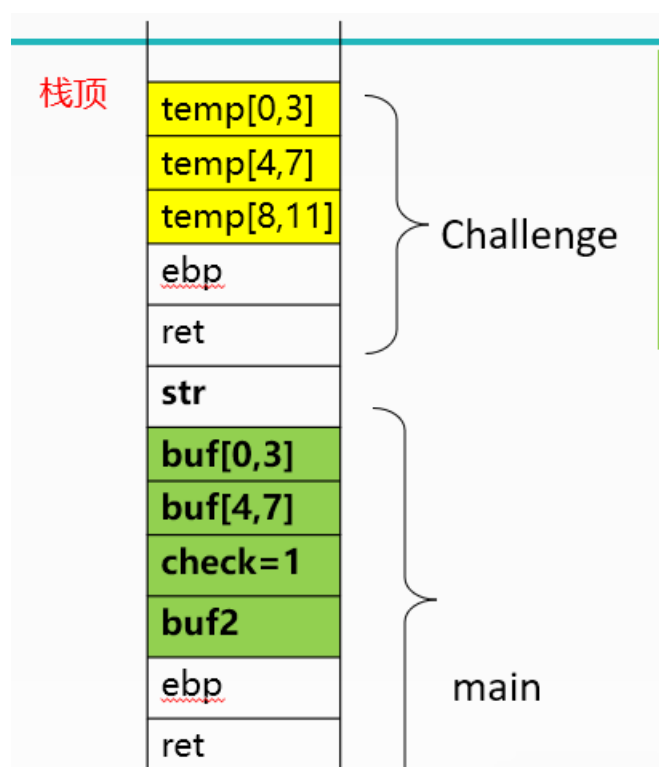 栈顶
temp[0,3]
temp[4,7]
temp[8,11]
Challenge
ebp
ret
str
buf[0,3]
buf[4,7]
check=1
buf2
ebp
main
ret